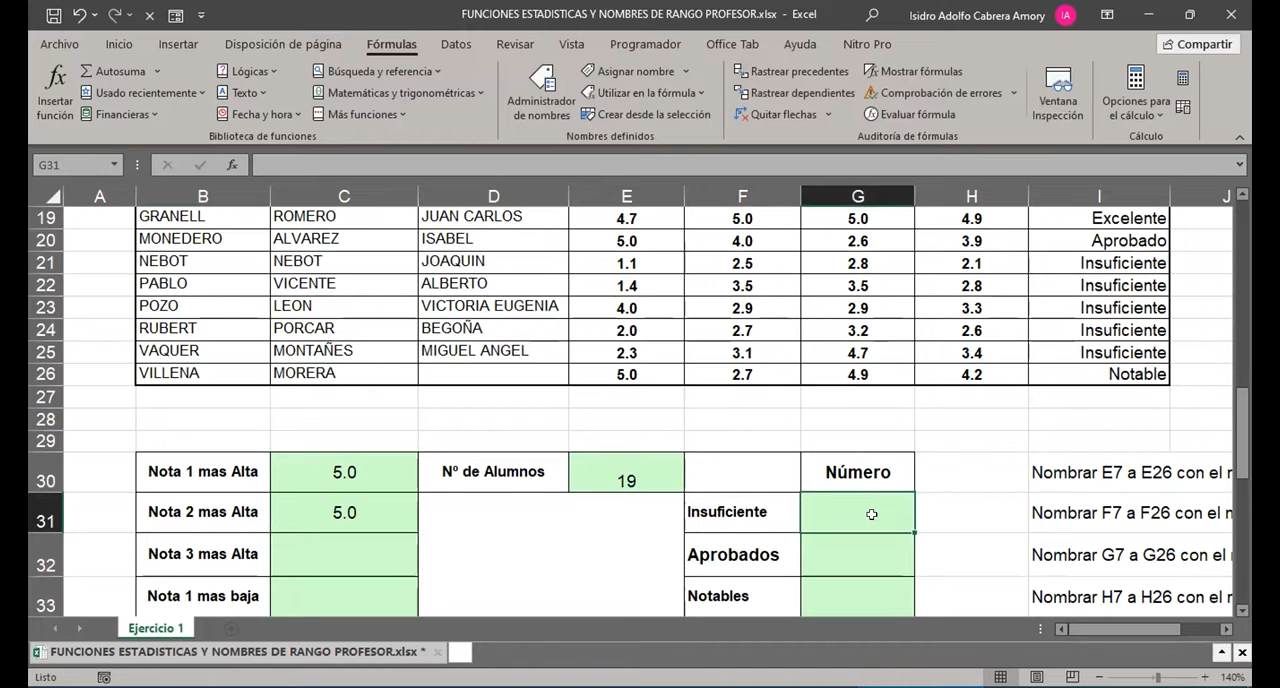 FUNCIONES ESTADISTICAS Y NOMBRES DE RANGO PROFESOR.xlsx - Excel
Isidro Adolfo Cabrera Amory
IA
Archivo Inicio Insertar Disposición de página Fórmulas Datos Revisar Vista Programador Office Tab Ayuda Nitro Pro
Compartir
Insertar función
Autosuma
Usado recientemente
Financieras
Lógicas
Texto
Fecha y hora
Búsqueda y referencia
Matemáticas y trigonométricas
Más funciones
Biblioteca de funciones
Administrador de nombres
Asignar nombre
Utilizar en la fórmula
Crear desde la selección
Nombres definidos
Rastrear precedentes
Rastrear dependientes
Quitar flechas
Mostrar fórmulas
Comprobación de errores
Evaluar fórmula
Auditoría de fórmulas
Ventana Inspección
Opciones para el cálculo
Cálculo
G31 fx
A B C D E F G H I J
19 GRANELL ROMERO JUAN CARLOS 4.7 5.0 5.0 4.9 Excelente
20 MONEDERO ALVAREZ ISABEL 5.0 4.0 2.6 3.9 Aprobado
21 NEBOT NEBOT JOAQUIN 1.1 2.5 2.8 2.1 Insuficiente
22 PABLO VICENTE ALBERTO 1.4 3.5 3.5 2.8 Insuficiente
23 POZO LEON VICTORIA EUGENIA 4.0 2.9 2.9 3.3 Insuficiente
24 RUBERT PORCAR BEGOÑA 2.0 2.7 3.2 2.6 Insuficiente
25 VAQUER MONTAÑES MIGUEL ANGEL 2.3 3.1 4.7 3.4 Insuficiente
26 VILLENA MORERA 5.0 2.7 4.9 4.2 Notable
27
28
29
30 Nota 1 mas Alta 5.0 Nº de Alumnos 19 Número Nombrar E7 a E26 con el
31 Nota 2 mas Alta 5.0 Insuficiente Nombrar F7 a F26 con el
32 Nota 3 mas Alta Aprobados Nombrar G7 a G26 con el
33 Nota 1 mas baja Notables Nombrar H7 a H26 con el
Ejercicio 1
FUNCIONES ESTADISTICAS Y NOMBRES DE RANGO PROFESOR.xlsx *
Listo
140%